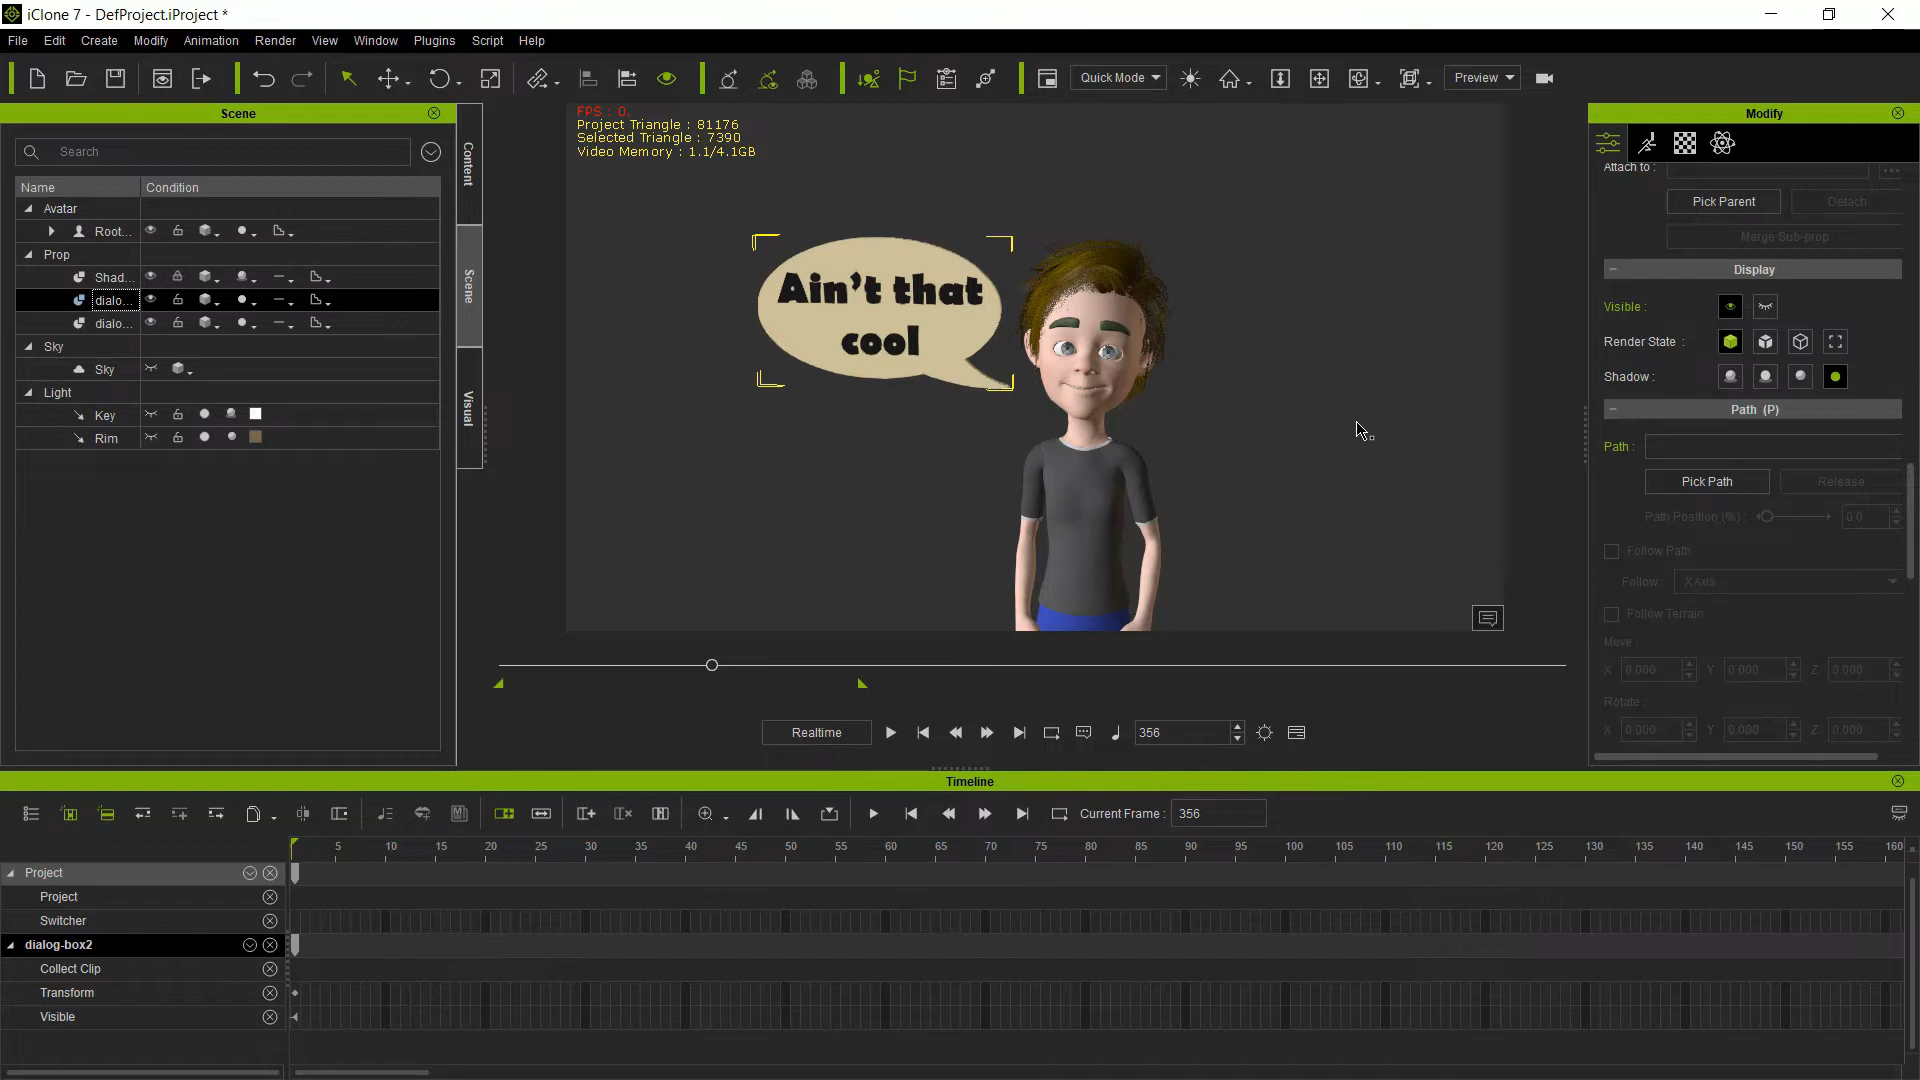 iClone 7 - DefProject.iProject *
File Edit Create Modify Animation Render View Window Plugins Script Help
Quick Mode Preview
Scene
Search
Name Condition
Avatar
Root...
Prop
Shad...
dialo...
dialo...
Sky
Sky
Light
Key
Rim
Content
Scene
Visual
FPS : 0.
Project Triangle : 81176
Selected Triangle : 7390
Video Memory : 1.1/4.1GB
Ain't that
cool
Realtime 356
Modify
Attach to :
Pick Parent Detach
Merge Sub-prop
Display
Visible :
Render State :
Shadow :
Path (P)
Path :
Pick Path Release
Path Position (%) : 0.0
Follow Path
Follow : X Axis
Follow Terrain
Move :
X 0.000 Y 0.000 Z 0.000
Rotate :
X 0.000 Y 0.000 Z 0.000
Timeline
Current Frame : 356
5 10 15 20 25 30 35 40 45 50 55 60 65 70 75 80 85 90 95 100 105 110 115 120 125 130 135 140 145 150 155 160
Project
Project
Switcher
dialog-box2
Collect Clip
Transform
Visible